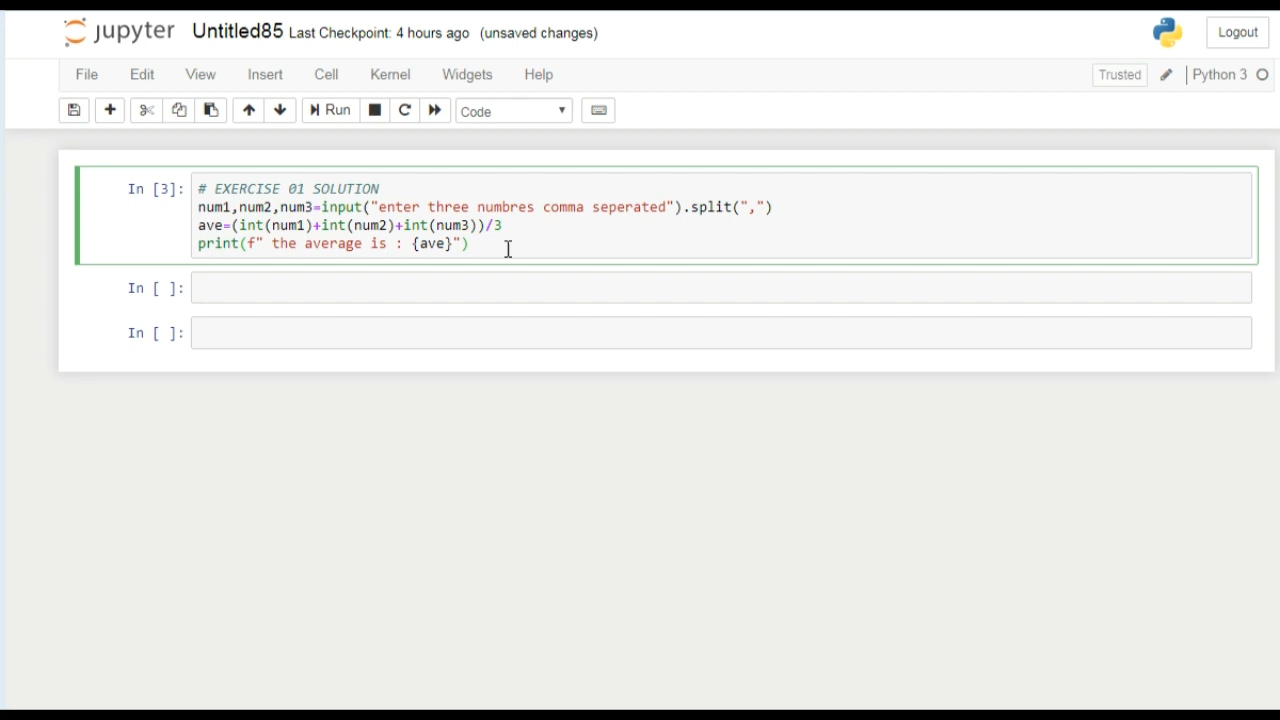 jupyter Untitled85 Last Checkpoint: 4 hours ago (unsaved changes) Logout
File Edit View Insert Cell Kernel Widgets Help Trusted Python 3
Run Code
In [3]: # EXERCISE 01 SOLUTION
num1,num2,num3=input("enter three numbres comma seperated").split(",")
ave=(int(num1)+int(num2)+int(num3))/3
print(f" the average is : {ave}")
In [ ]:
In [ ]: